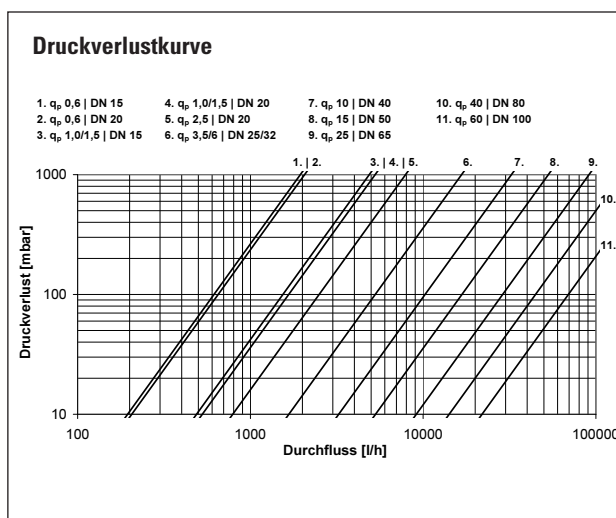 Druckverlustkurve
1. qp 0,6 | DN 15
2. qp 0,6 | DN 20
3. qp 1,0/1,5 | DN 15
4. qp 1,0/1,5 | DN 20
5. qp 2,5 | DN 20
6. qp 3,5/6 | DN 25/32
7. qp 10 | DN 40
8. qp 15 | DN 50
9. qp 25 | DN 65
10. qp 40 | DN 80
11. qp 60 | DN 100
1. | 2.
3. | 4. | 5.
6.
7.
8.
9.
10.
11.
Druckverlust [mbar]
1000
100
10
100
1000
10000
100000
Durchfluss [l/h]